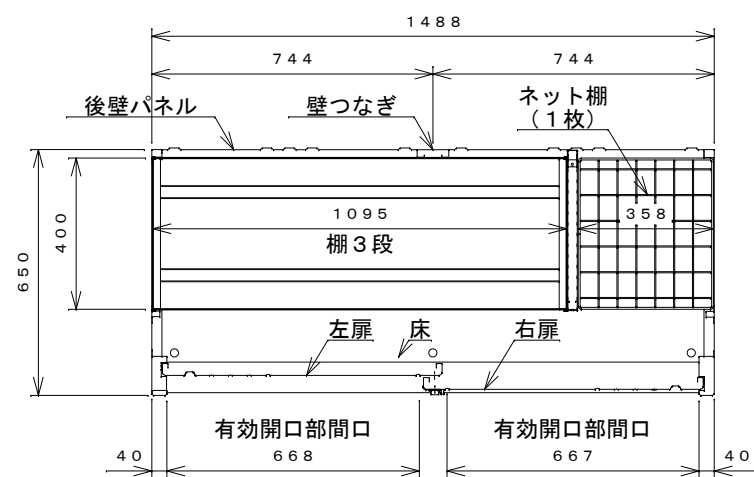 1488
744
744
後壁パネル
壁つなぎ
ネット棚
(1枚)
650
400
1095
358
棚3段
左扉
床
右扉
有効開口部間口
有効開口部間口
40
668
667
40